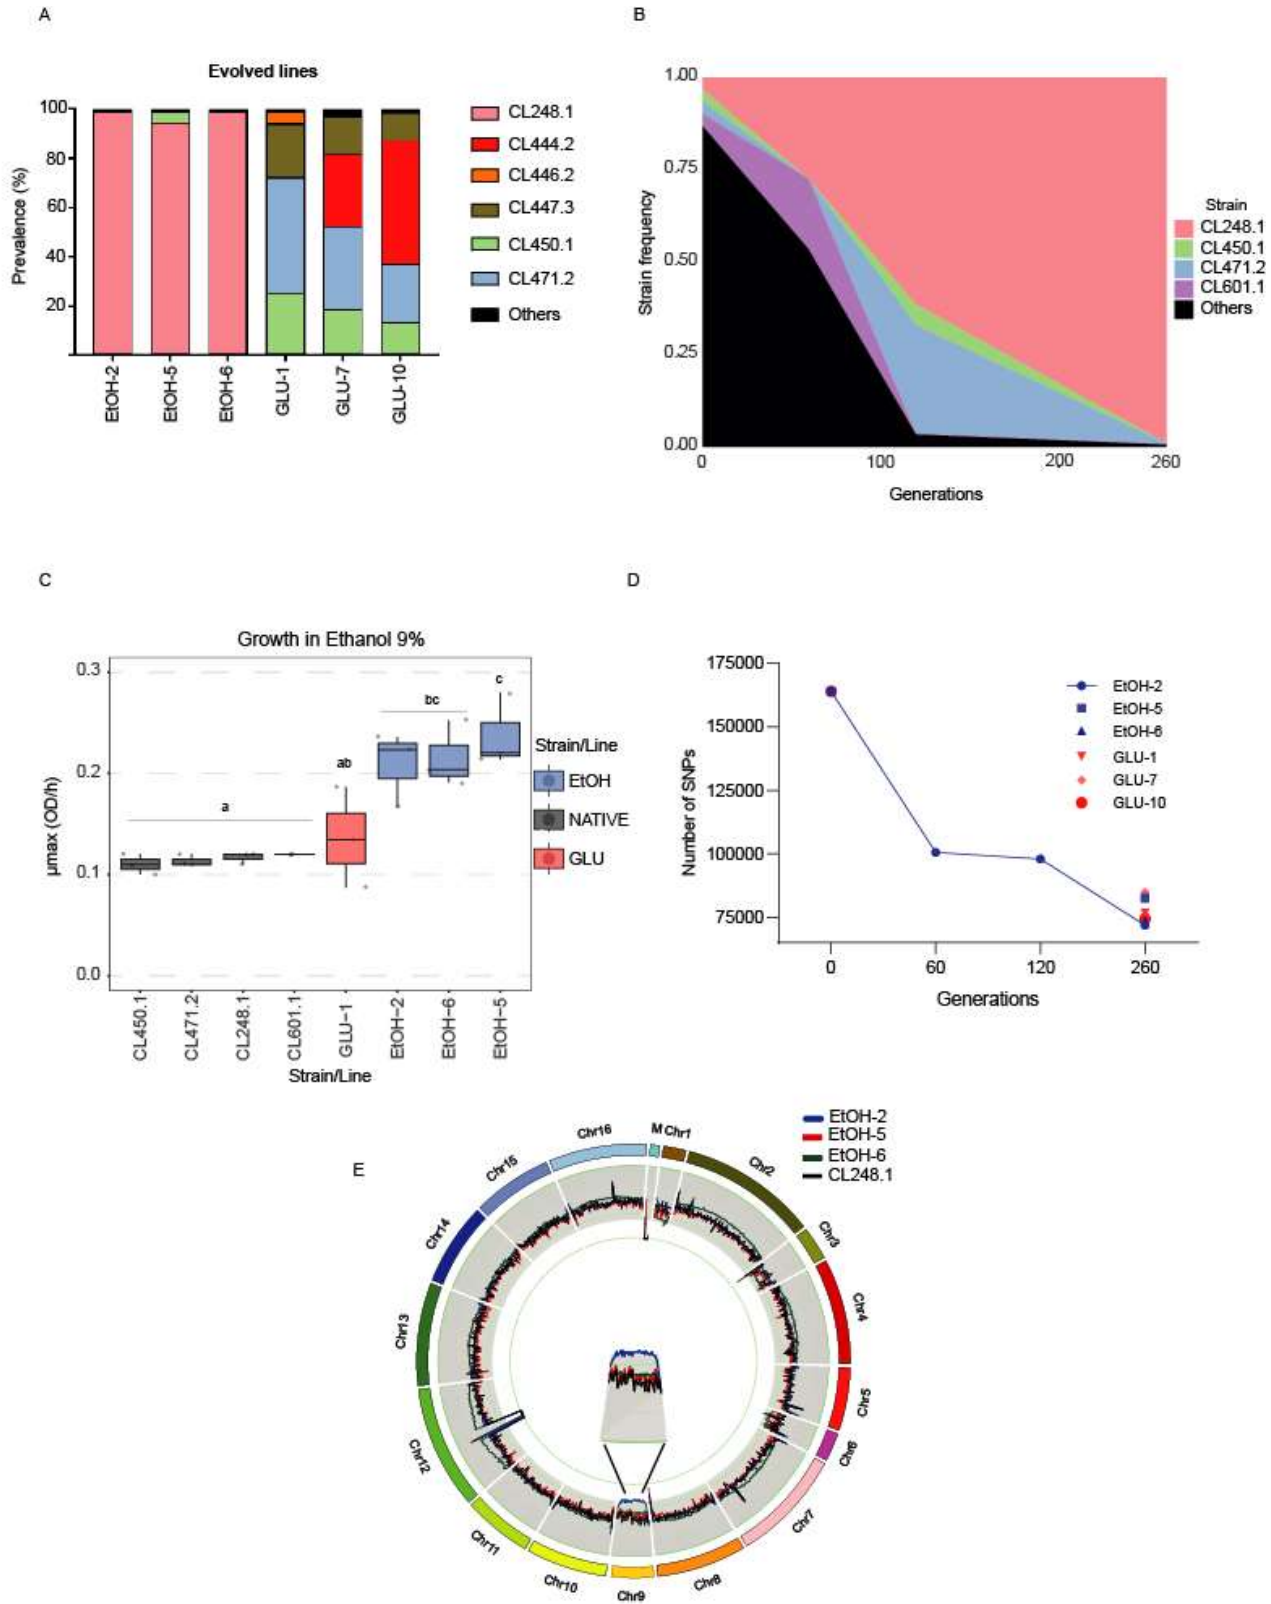 A
Evolved lines
Prevalence (%)
100
80
60
40
20
EtOH-2
EtOH-5
EtOH-6
GLU-1
GLU-7
GLU-10
CL248.1
CL444.2
CL446.2
CL447.3
CL450.1
CL471.2
Others
B
Strain frequency
1.00
0.75
0.50
0.25
0.00
0
100
200
260
Generations
Strain
CL248.1
CL450.1
CL471.2
CL601.1
Others
C
Growth in Ethanol 9%
µmax (OD/h)
0.3
0.2
0.1
0.0
a
ab
bc
c
CL450.1
CL471.2
CL248.1
CL601.1
GLU−1
EtOH−2
EtOH−6
EtOH−5
Strain/Line
Strain/Line
EtOH
NATIVE
GLU
D
Number of SNPs
175000
150000
125000
100000
75000
0
60
120
260
Generations
EtOH-2
EtOH-5
EtOH-6
GLU-1
GLU-7
GLU-10
E
EtOH-2
EtOH-5
EtOH-6
CL248.1
M
Chr1
Chr2
Chr3
Chr4
Chr5
Chr6
Chr7
Chr8
Chr9
Chr10
Chr11
Chr12
Chr13
Chr14
Chr15
Chr16